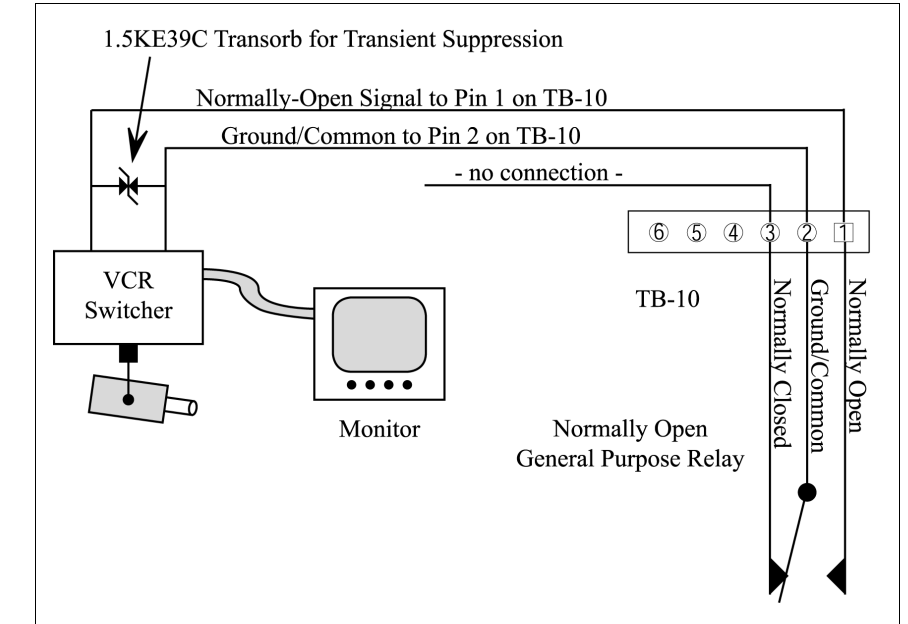 1.5KE39C Transorb for Transient Suppression
Normally-Open Signal to Pin 1 on TB-10
Ground/Common to Pin 2 on TB-10
- no connection -
6 5 4 3 2 1
VCR
Switcher
TB-10
Normally Closed
Ground/Common
Normally Open
Monitor
Normally Open
General Purpose Relay